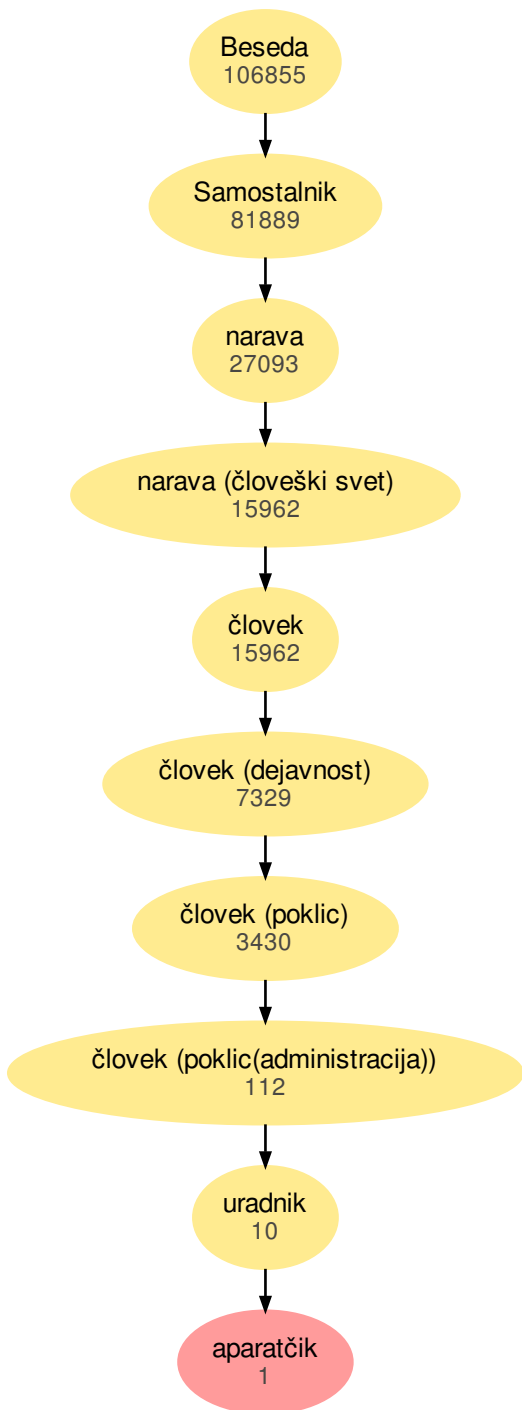 Beseda
106855
Samostalnik
81889
narava
27093
narava (človeški svet)
15962
človek
15962
človek (dejavnost)
7329
človek (poklic)
3430
človek (poklic(administracija))
112
uradnik
10
aparatčik
1